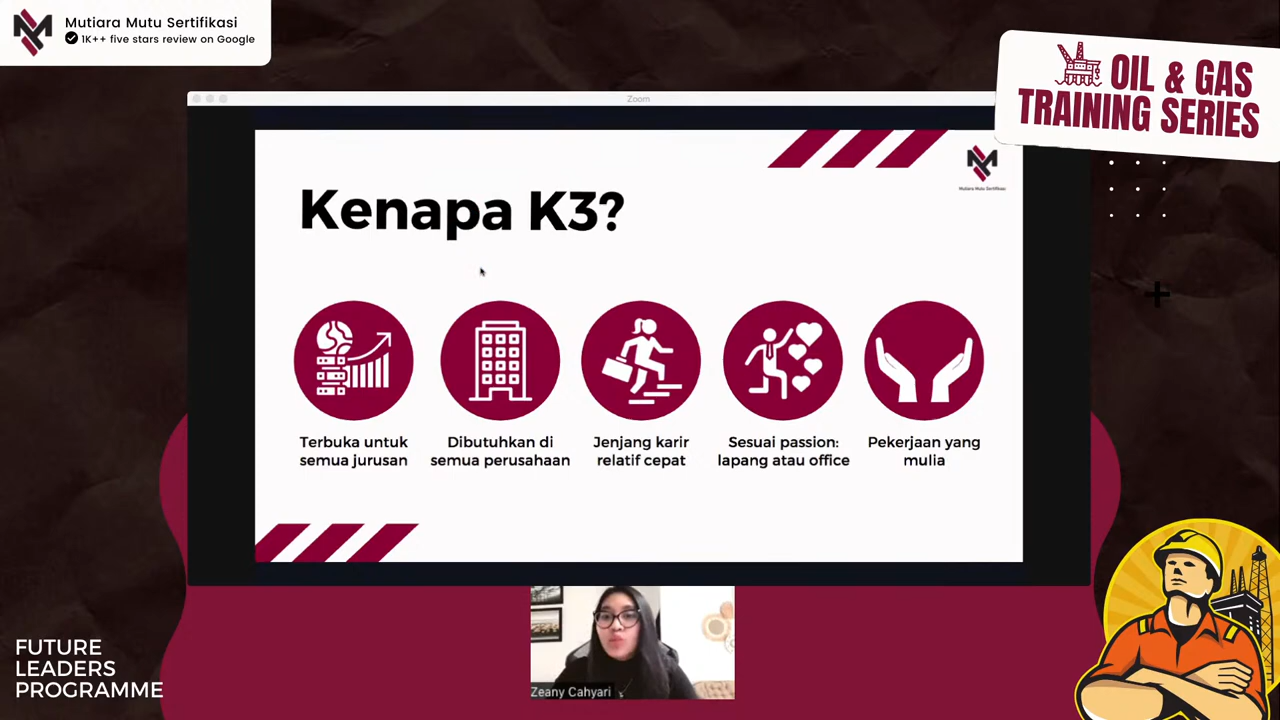 Mutiara Mutu Sertifikasi
1K++ five stars review on Google
OIL & GAS
TRAINING SERIES
Zoom
Mutiara Mutu Sertifikasi
Kenapa K3?
Terbuka untuk
semua jurusan
Dibutuhkan di
semua perusahaan
Jenjang karir
relatif cepat
Sesuai passion:
lapang atau office
Pekerjaan yang
mulia
FUTURE
LEADERS
PROGRAMME
Zeany Cahyari